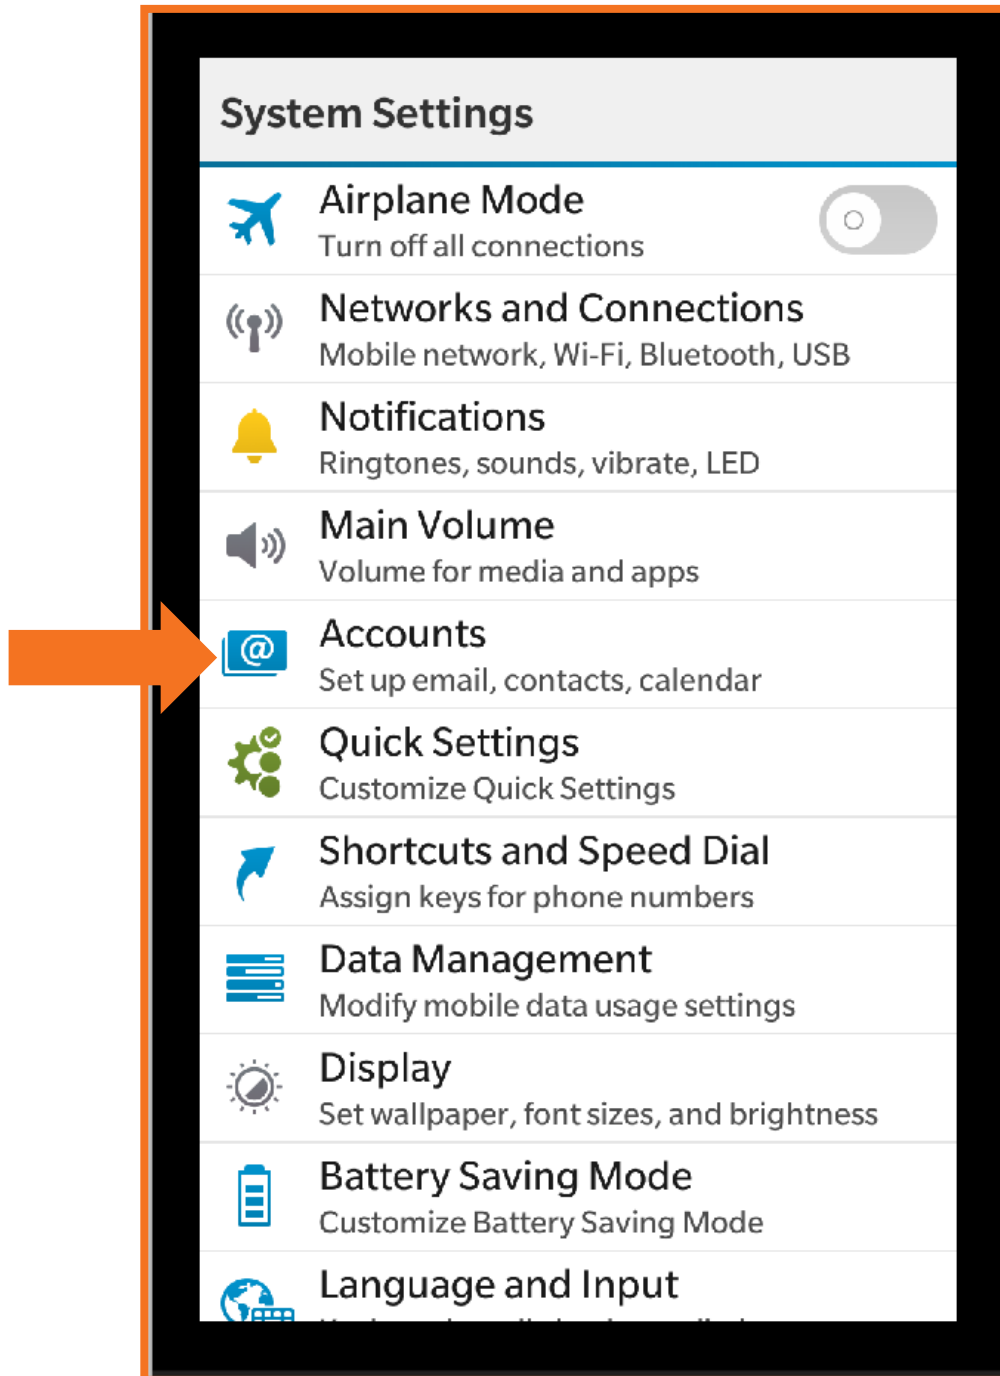 System Settings
Airplane Mode
Turn off all connections
Networks and Connections
Mobile network, Wi-Fi, Bluetooth, USB
Notifications
Ringtones, sounds, vibrate, LED
Main Volume
Volume for media and apps
@
Accounts
Set up email, contacts, calendar
Quick Settings
Customize Quick Settings
Shortcuts and Speed Dial
Assign keys for phone numbers
Data Management
Modify mobile data usage settings
Display
Set wallpaper, font sizes, and brightness
Battery Saving Mode
Customize Battery Saving Mode
Language and Input